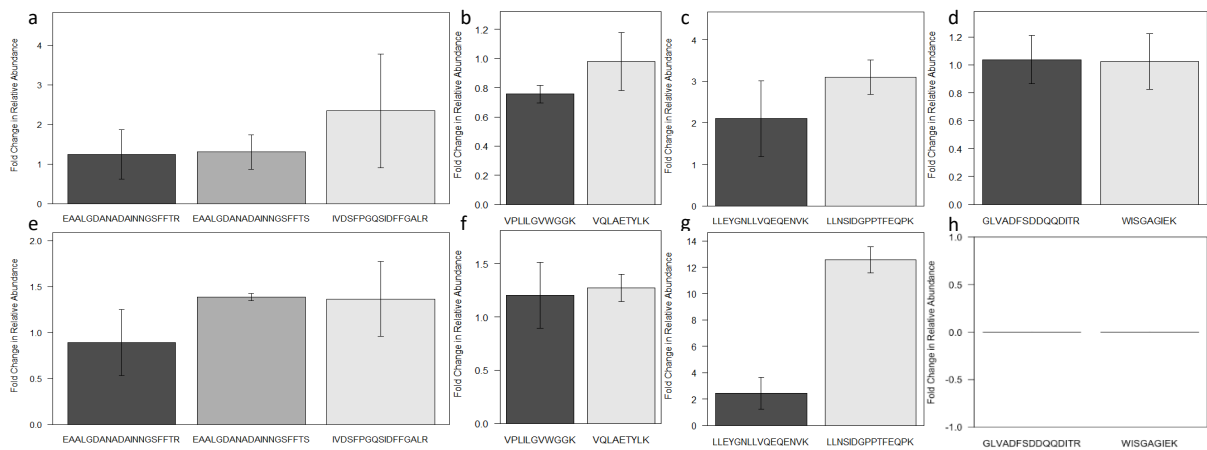 a
Fold Change in Relative Abundance
4
3
2
1
0
EAALGDANADAINNGSFFTR EAALGDANADAINNGSFFTS IVDSFPGQSIDFFGALR
b
Fold Change in Relative Abundance
1.2
1.0
0.8
0.6
0.4
0.2
0.0
VPLILGVWGGK VQLAETYLK
c
Fold Change in Relative Abundance
4
3
2
1
0
LLEYGNLLVQEQENVK LLNSIDGPPTFEQPK
d
Fold Change in Relative Abundance
1.2
1.0
0.8
0.6
0.4
0.2
0.0
GLVADFSDDQQDITR WISGAGIEK
e
Fold Change in Relative Abundance
2.0
1.5
1.0
0.5
0.0
EAALGDANADAINNGSFFTR EAALGDANADAINNGSFFTS IVDSFPGQSIDFFGALR
f
Fold Change in Relative Abundance
1.5
1.0
0.5
0.0
VPLILGVWGGK VQLAETYLK
g
Fold Change in Relative Abundance
14
12
10
8
6
4
2
0
LLEYGNLLVQEQENVK LLNSIDGPPTFEQPK
h
Fold Change in Relative Abundance
1.0
0.5
0.0
-0.5
-1.0
GLVADFSDDQQDITR WISGAGIEK